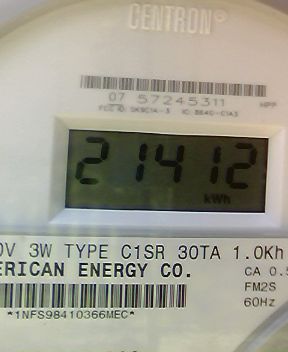 CENTRON®
07 57245311
21412
kWh
0V 3W TYPE C1SR 30TA 1.0Kh
ERICAN ENERGY CO.
CA 0.5
FM2S
60Hz
*1NFS98410366MEC*